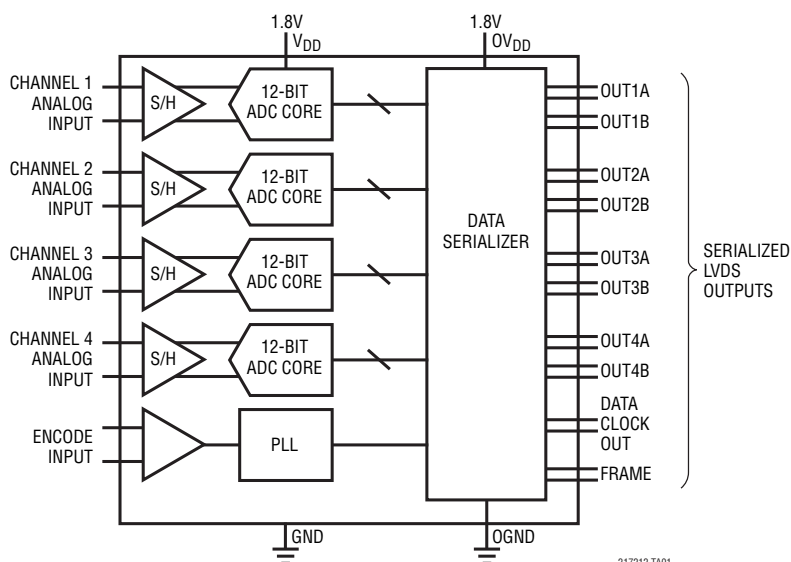 1.8V
VDD
1.8V
OVDD
CHANNEL 1
ANALOG
INPUT
S/H
12-BIT
ADC CORE
OUT1A
OUT1B
CHANNEL 2
ANALOG
INPUT
S/H
12-BIT
ADC CORE
OUT2A
OUT2B
DATA
SERIALIZER
CHANNEL 3
ANALOG
INPUT
S/H
12-BIT
ADC CORE
OUT3A
OUT3B
SERIALIZED
LVDS
OUTPUTS
CHANNEL 4
ANALOG
INPUT
S/H
12-BIT
ADC CORE
OUT4A
OUT4B
ENCODE
INPUT
PLL
DATA
CLOCK
OUT
FRAME
GND
OGND